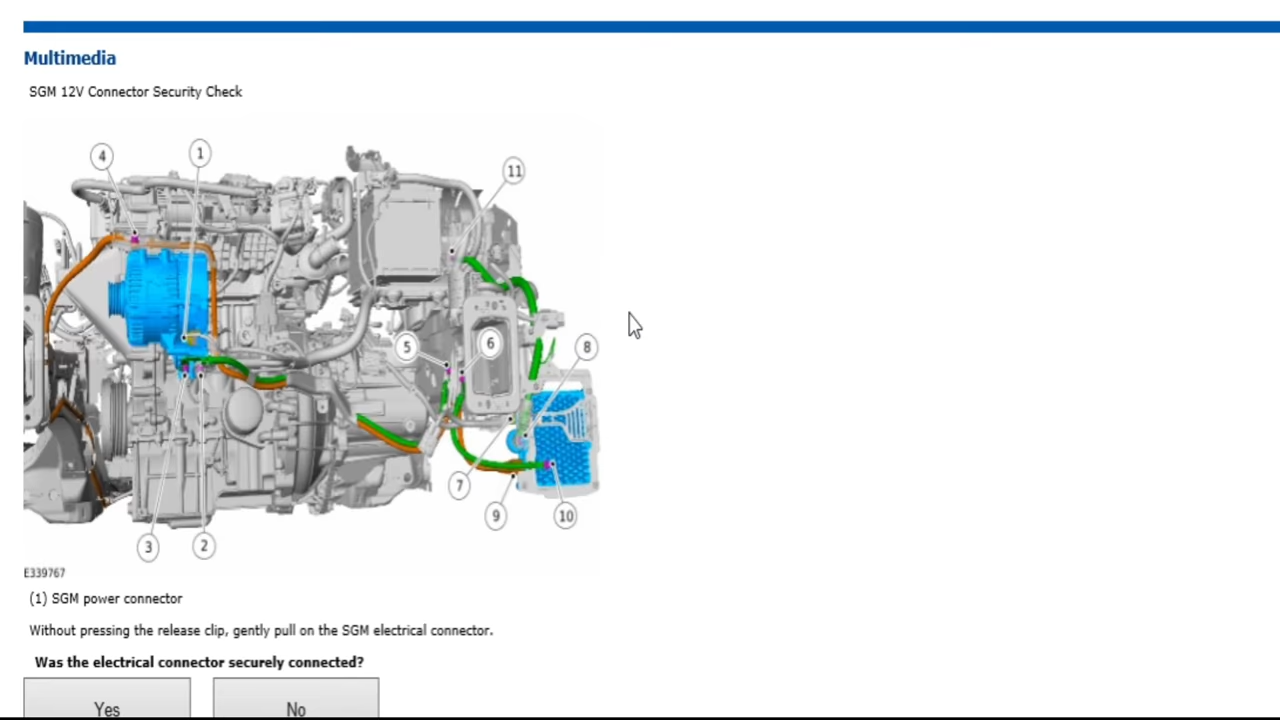 Multimedia
SGM 12V Connector Security Check
4
1
11
5
6
8
7
9
10
3
2
E339767
(1) SGM power connector
Without pressing the release clip, gently pull on the SGM electrical connector.
Was the electrical connector securely connected?
Yes
No